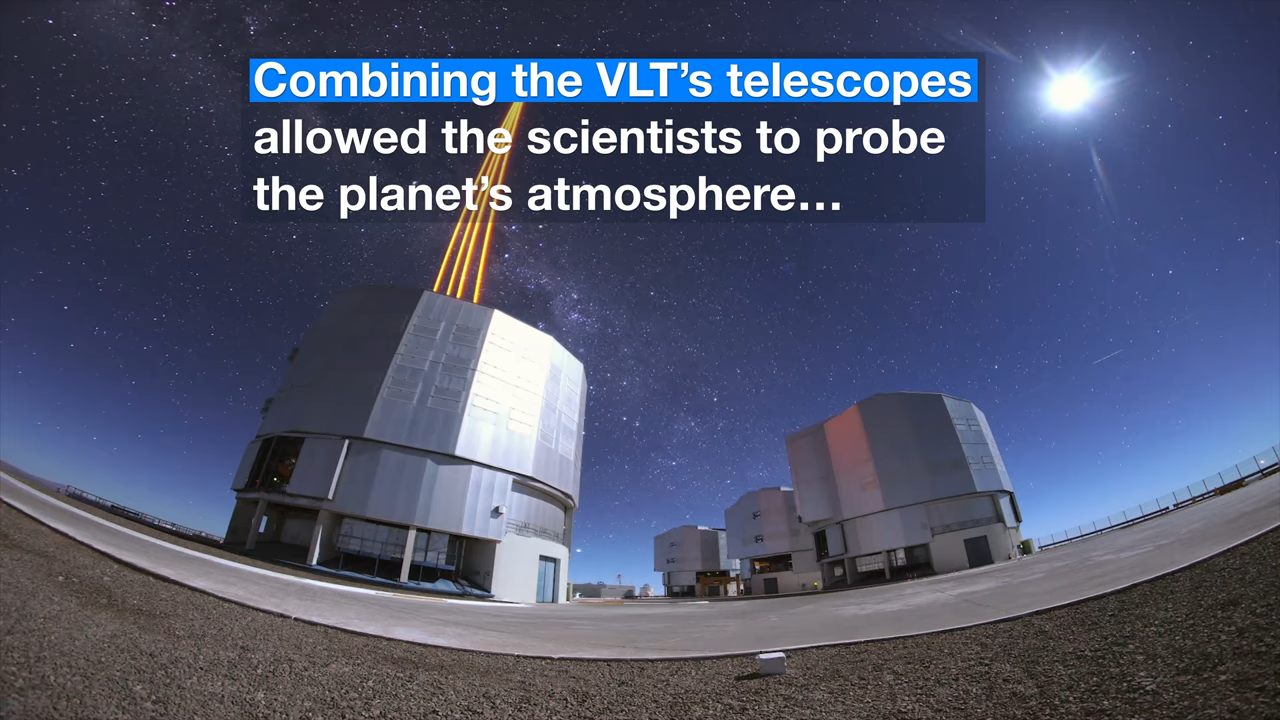 Combining the VLT’s telescopes
allowed the scientists to probe
the planet’s atmosphere…